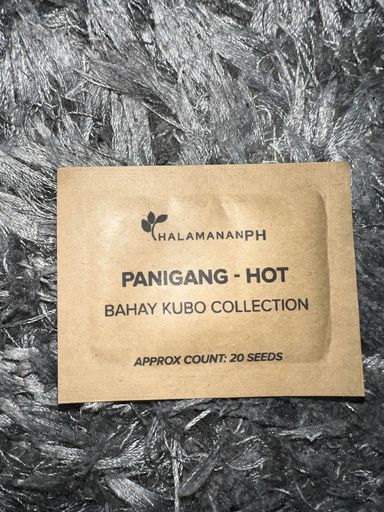 HALAMANANPH
PANIGANG - HOT
BAHAY KUBO COLLECTION
APPROX COUNT: 20 SEEDS